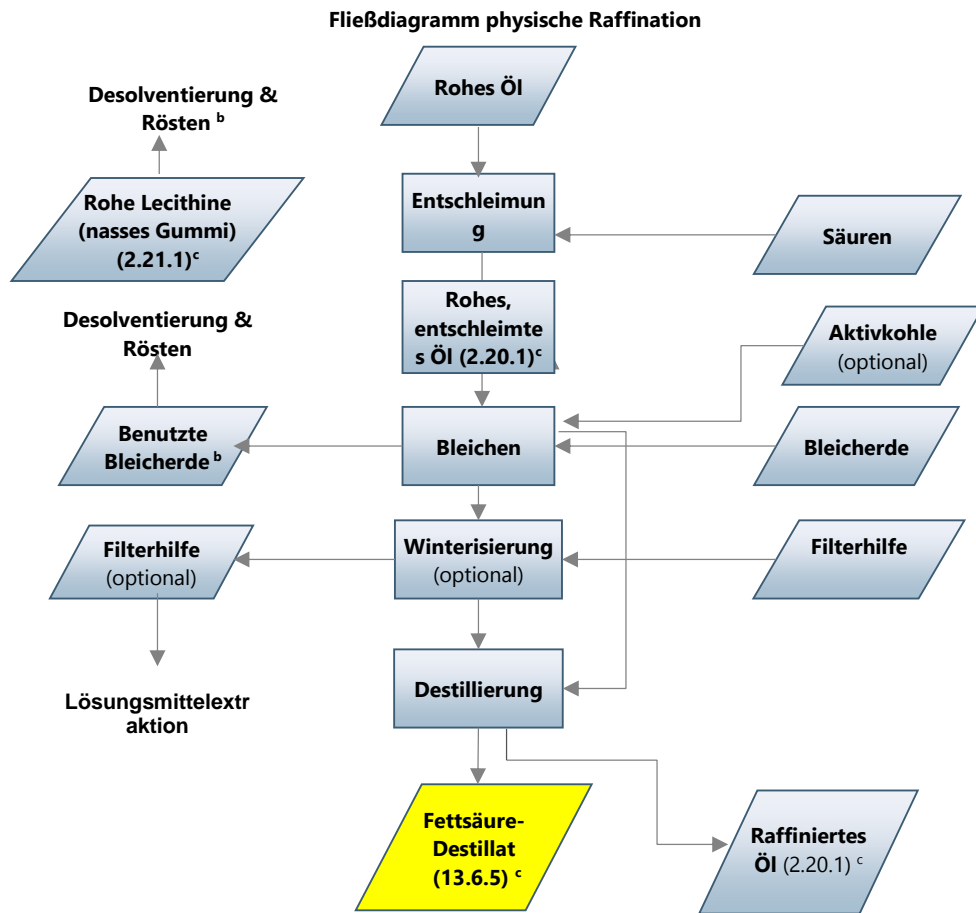 Fließdiagramm physische Raffination
Rohes Öl
Desolventierung &
Rösten b
Rohe Lecithine
(nasses Gummi)
(2.21.1)c
Entschleimun
g
Säuren
Rohes,
entschleimte
s Öl (2.20.1)c
Desolventierung &
Rösten
Aktivkohle
(optional)
Benutzte
Bleicherde b
Bleichen
Bleicherde
Filterhilfe
(optional)
Winterisierung
(optional)
Filterhilfe
Destillierung
Lösungsmittelextr
aktion
Fettsäure-
Destillat
(13.6.5) c
Raffiniertes
Öl (2.20.1) c